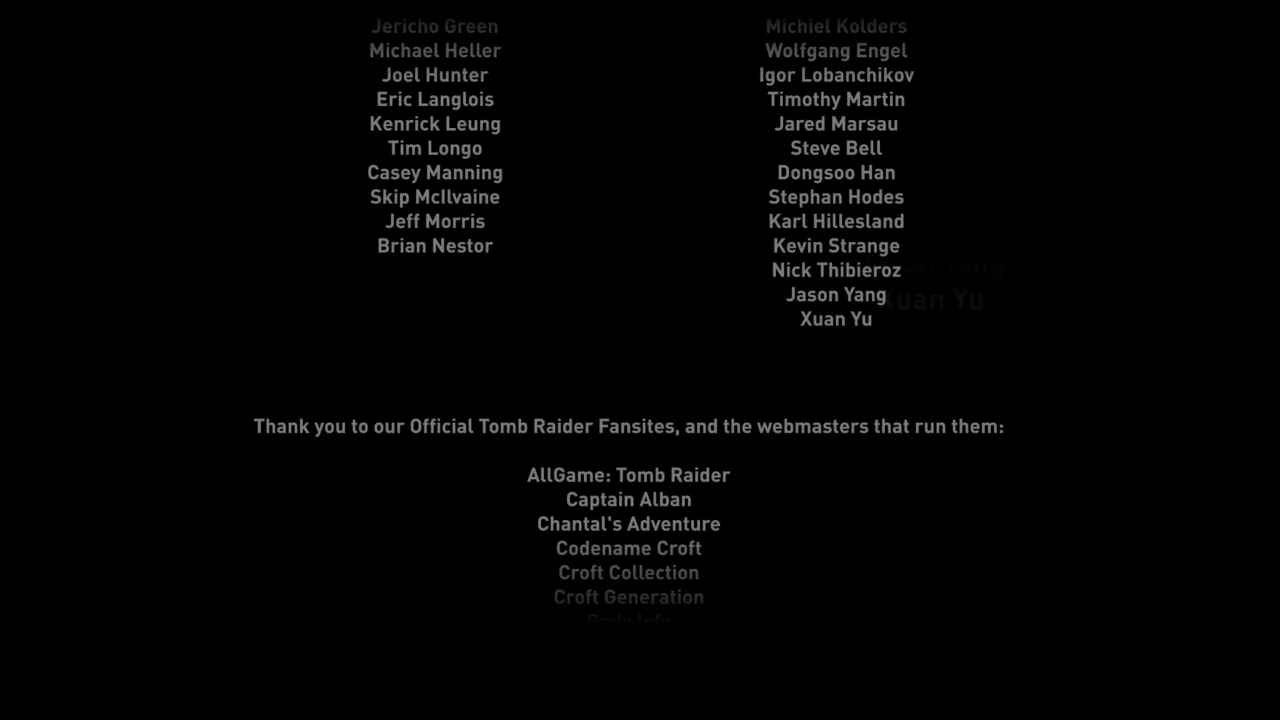 Jericho Green
Michael Heller
Joel Hunter
Eric Langlois
Kenrick Leung
Tim Longo
Casey Manning
Skip McIlvaine
Jeff Morris
Brian Nestor
Michiel Kolders
Wolfgang Engel
Igor Lobanchikov
Timothy Martin
Jared Marsau
Steve Bell
Dongsoo Han
Stephan Hodes
Karl Hillesland
Kevin Strange
Nick Thibieroz
Jason Yang
Xuan Yu
Yang
Xuan Yu
Thank you to our Official Tomb Raider Fansites, and the webmasters that run them:
AllGame: Tomb Raider
Captain Alban
Chantal's Adventure
Codename Croft
Croft Collection
Croft Generation